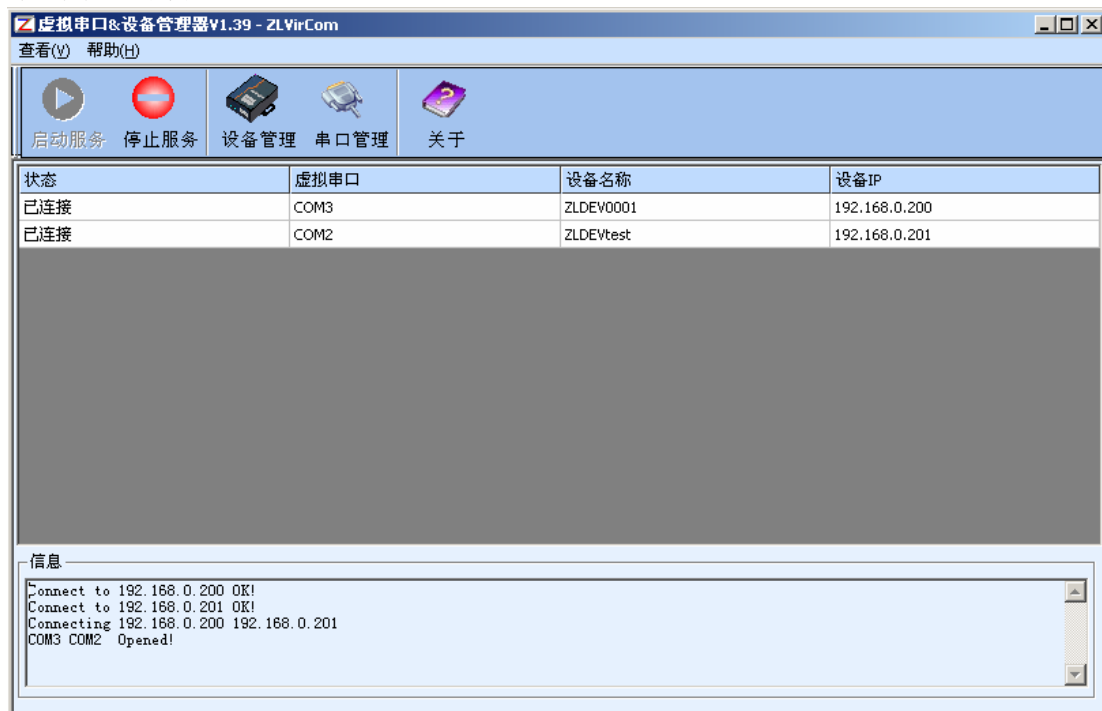 虚拟串口&设备管理器V1.39 - ZLVirCom
查看(V) 帮助(H)
启动服务 停止服务 设备管理 串口管理 关于
状态 虚拟串口 设备名称 设备IP
已连接 COM3 ZLDEV0001 192.168.0.200
已连接 COM2 ZLDEVtest 192.168.0.201
信息
Connect to 192.168.0.200 OK!
Connect to 192.168.0.201 OK!
Connecting 192.168.0.200 192.168.0.201
COM3 COM2 Opened!